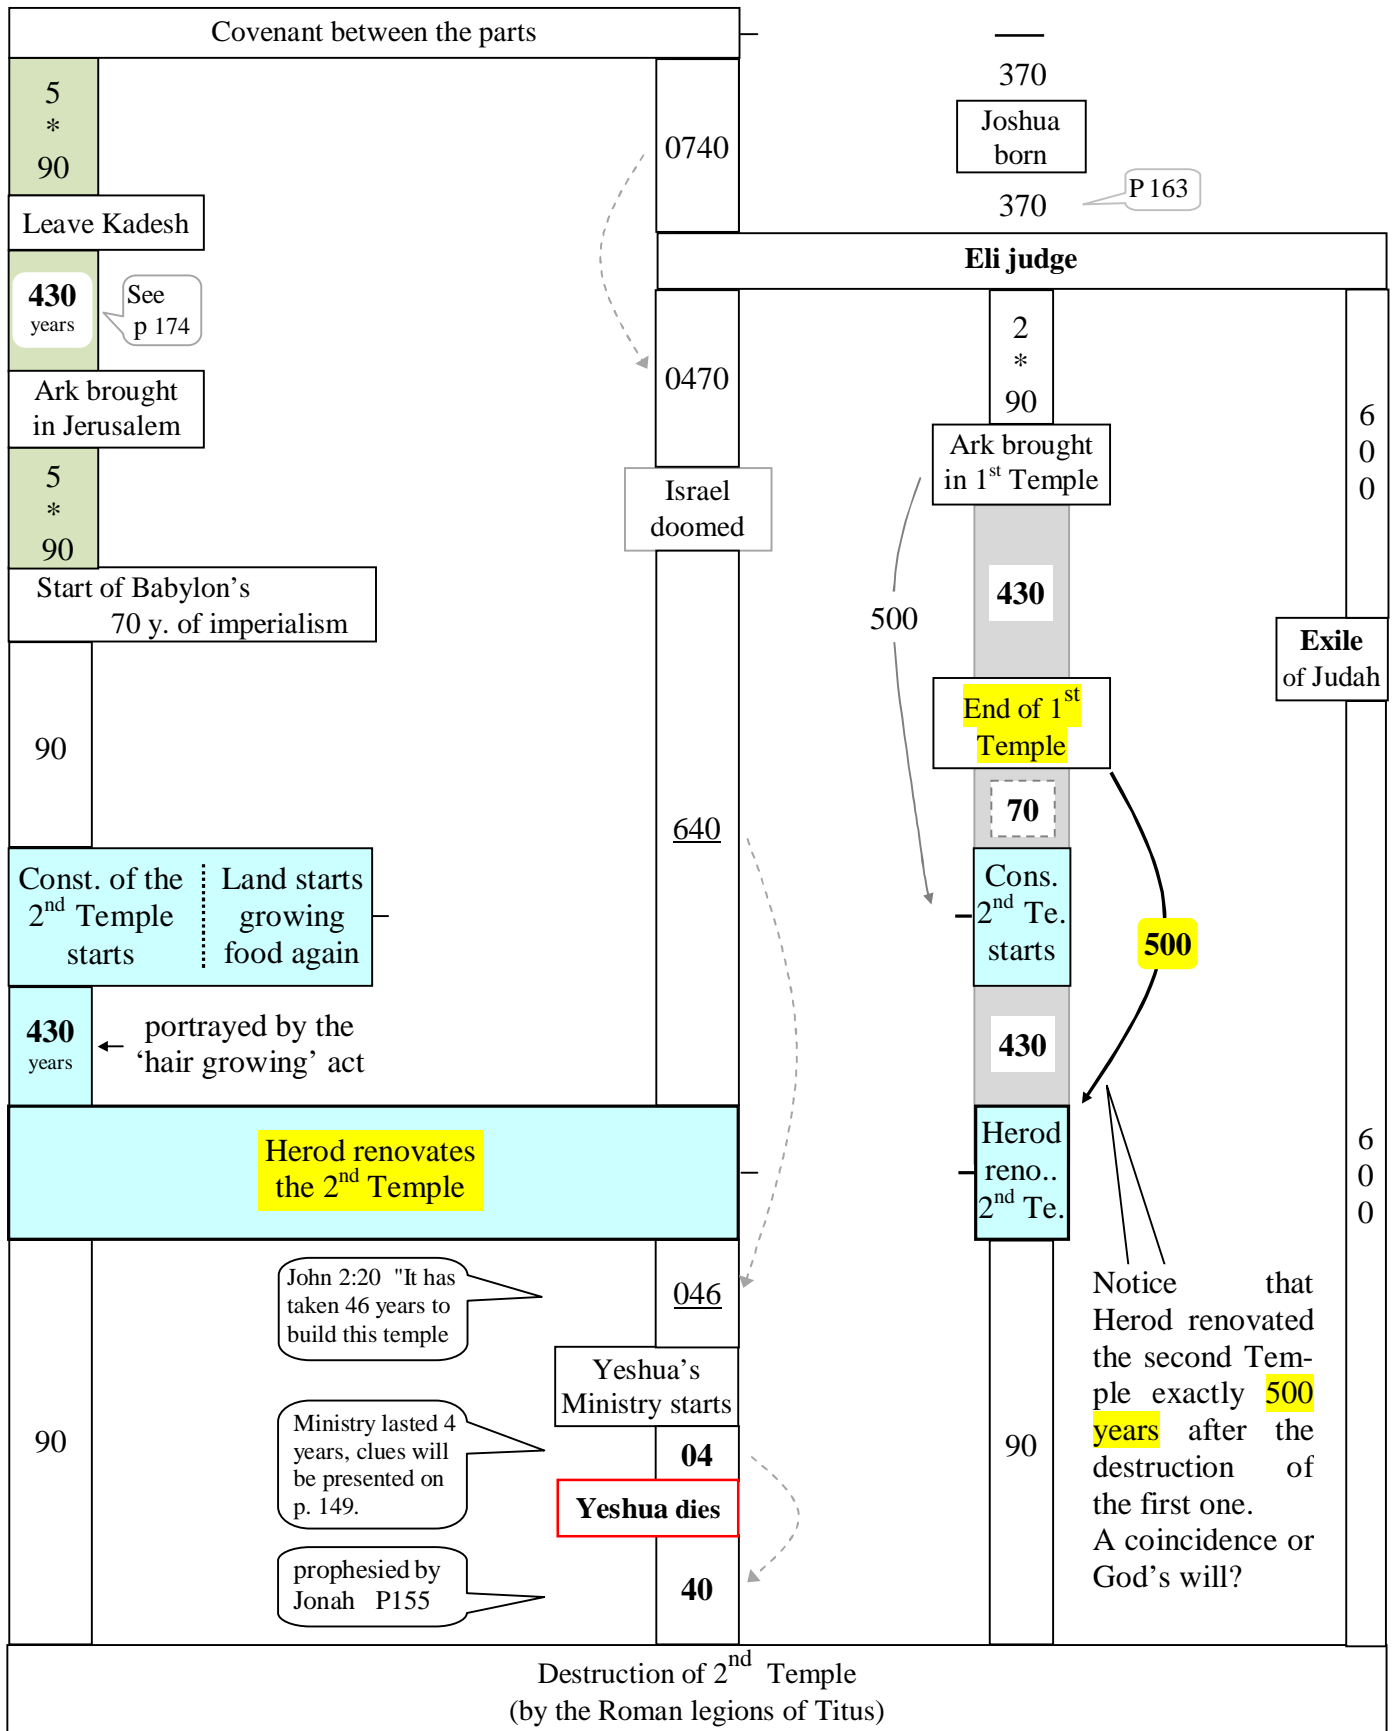 Covenant between the parts
5
*
90
Leave Kadesh
430
years
See
p 174
Ark brought
in Jerusalem
5
*
90
Start of Babylon’s
70 y. of imperialism
90
Const. of the
2nd Temple
starts
Land starts
growing
food again
430
years
portrayed by the
‘hair growing’ act
Herod renovates
the 2nd Temple
90
0740
0470
Israel
doomed
640
John 2:20 "It has
taken 46 years to
build this temple
046
Yeshua’s
Ministry starts
Ministry lasted 4
years, clues will
be presented on
p. 149.
04
Yeshua dies
prophesied by
Jonah P155
40
370
Joshua
born
370
P 163
Eli judge
2
*
90
Ark brought
in 1st Temple
430
500
End of 1st
Temple
70
Cons.
2nd Te.
starts
500
430
Herod
reno..
2nd Te.
90
6
0
0
Exile
of Judah
6
0
0
Notice that
Herod renovated
the second Tem-
ple exactly 500
years after the
destruction of
the first one.
A coincidence or
God’s will?
Destruction of 2nd Temple
(by the Roman legions of Titus)